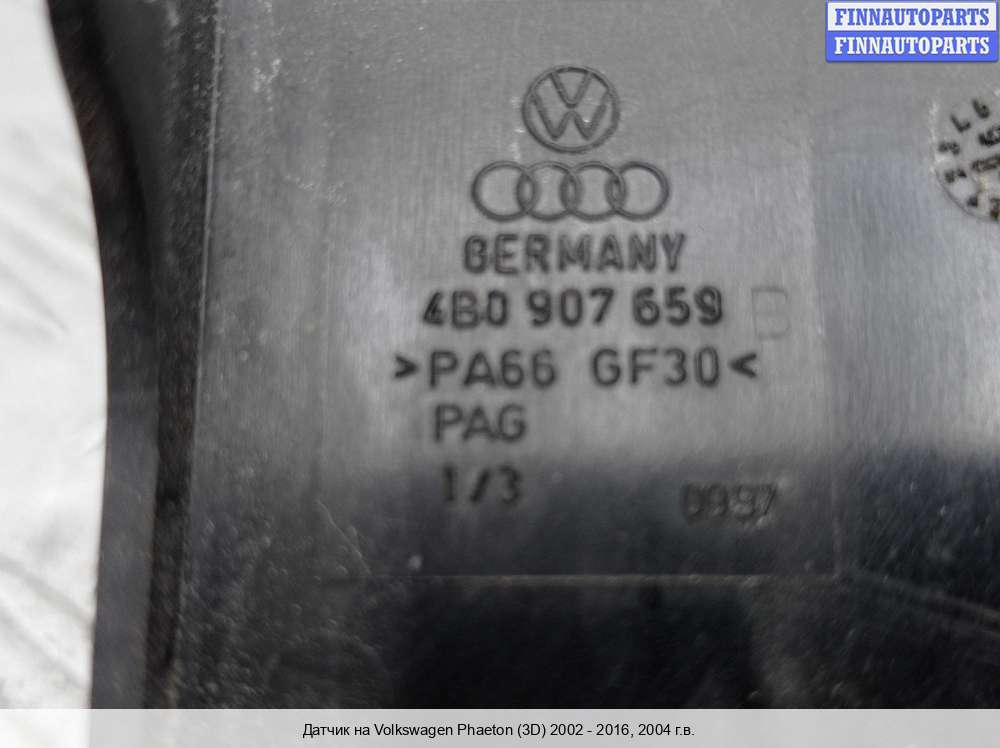 FINNAUTOPARTS
FINNAUTOPARTS
GERMANY
4B0 907 659 B
>PA66 GF30<
PAG
1/3
0997
Датчик на Volkswagen Phaeton (3D) 2002 - 2016, 2004 г.в.